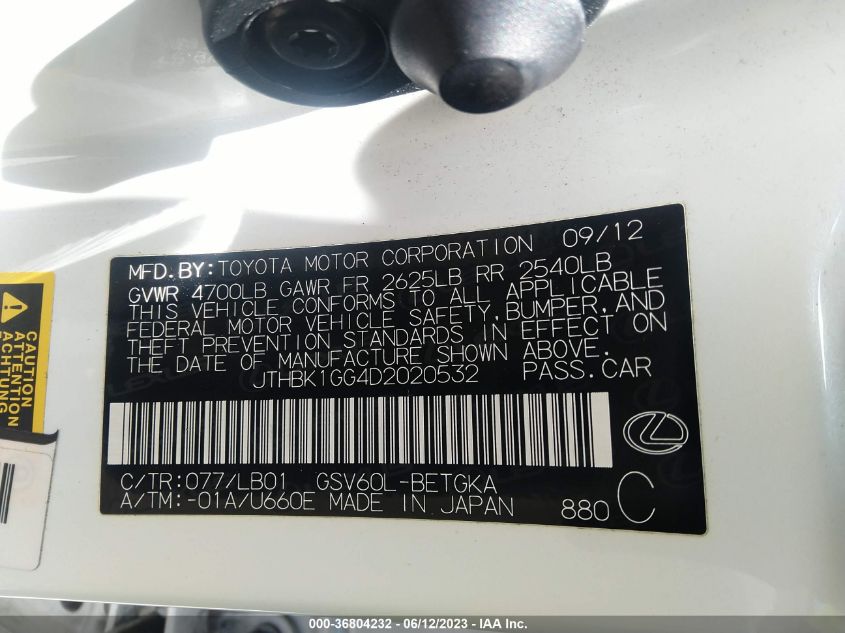 MFD.BY: TOYOTA MOTOR CORPORATION 09/12
GVWR 4700LB GAWR FR 2625LB RR 2540LB
THIS VEHICLE CONFORMS TO ALL APPLICABLE
FEDERAL MOTOR VEHICLE SAFETY, BUMPER, AND
THEFT PREVENTION STANDARDS IN EFFECT ON
THE DATE OF MANUFACTURE SHOWN ABOVE.
JTHBK1GG4D2020532 PASS.CAR
C/TR:077/LB01 GSV60L-BETGKA
A/TM:-01A/U660E MADE IN JAPAN 880 C
CAUTION
ATTENTION
000-36804232 - 06/12/2023 - IAA Inc.